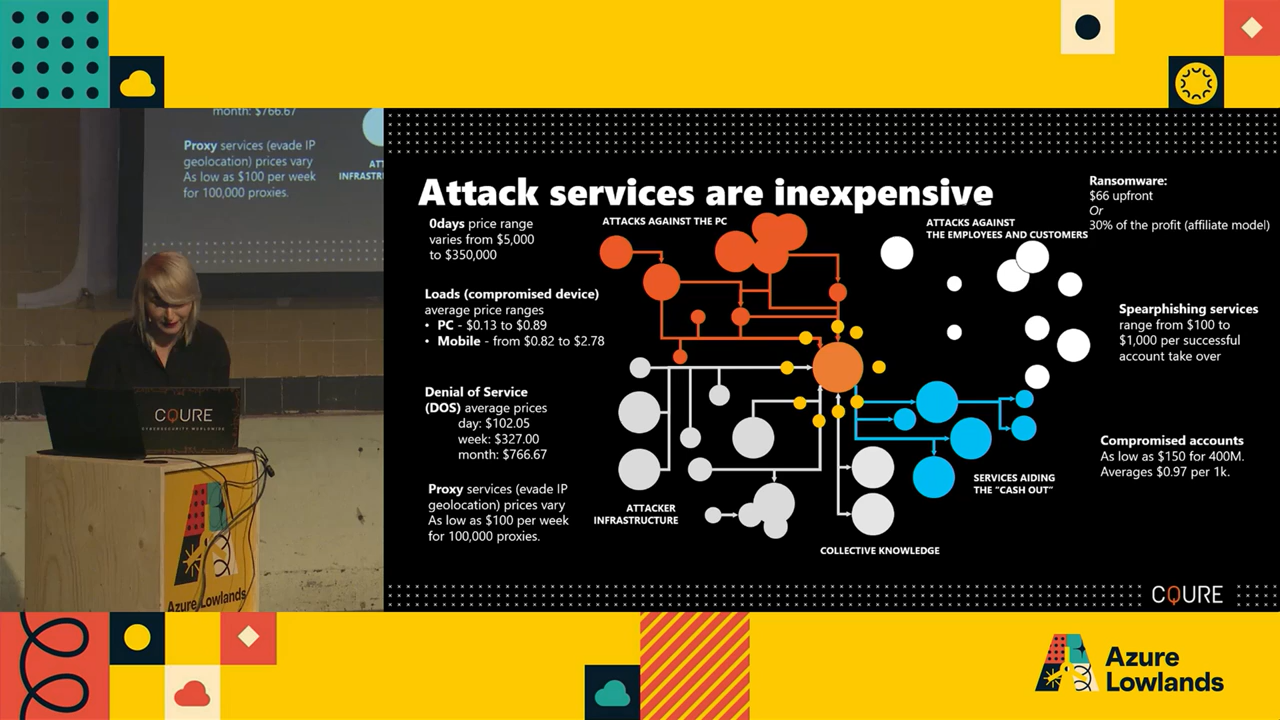 month: $766.67
Proxy services (evade IP
geolocation) prices vary
As low as $100 per week
for 100,000 proxies.
CQURE
CYBERSECURITY WORLDWIDE
Azure Lowlands
Attack services are inexpensive
0days price range
varies from $5,000
to $350,000
Loads (compromised device)
average price ranges
• PC - $0.13 to $0.89
• Mobile - from $0.82 to $2.78
Denial of Service
(DOS) average prices
day: $102.05
week: $327.00
month: $766.67
Proxy services (evade IP
geolocation) prices vary
As low as $100 per week
for 100,000 proxies.
ATTACKS AGAINST THE PC
ATTACKS AGAINST
THE EMPLOYEES AND CUSTOMERS
ATTACKER
INFRASTRUCTURE
COLLECTIVE KNOWLEDGE
SERVICES AIDING
THE "CASH OUT"
Ransomware:
$66 upfront
Or
30% of the profit (affiliate model)
Spearphishing services
range from $100 to
$1,000 per successful
account take over
Compromised accounts
As low as $150 for 400M.
Averages $0.97 per 1k.
CQURE
Azure
Lowlands